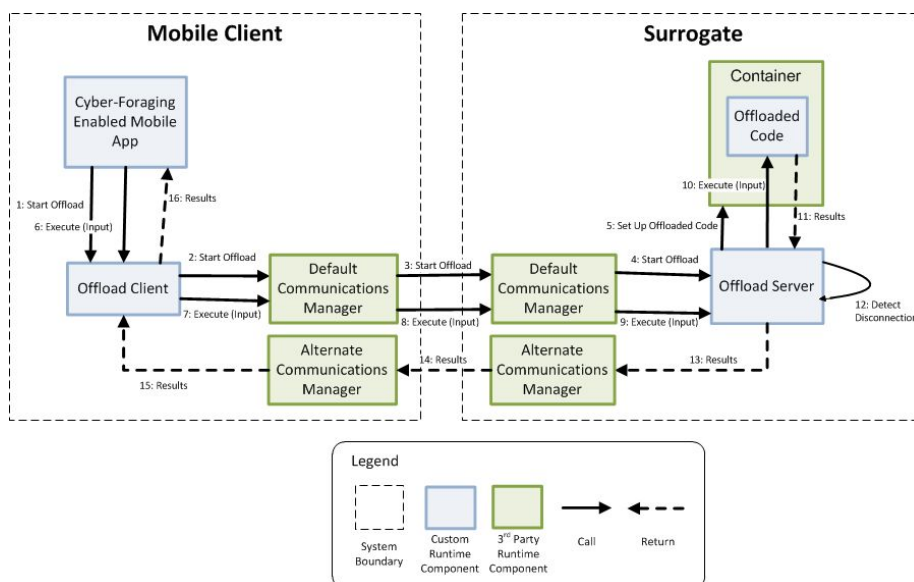 Mobile Client
Surrogate
Cyber-Foraging
Enabled Mobile
App
Container
Offloaded
Code
1: Start Offload
6: Execute (Input)
16: Results
10: Execute (Input)
11: Results
5: Set Up Offloaded Code
2: Start Offload
3: Start Offload
4: Start Offload
Offload Client
Default
Communications
Manager
Default
Communications
Manager
Offload Server
7: Execute (Input)
8: Execute (Input)
9: Execute (Input)
12: Detect
Disconnection
Alternate
Communications
Manager
Alternate
Communications
Manager
15: Results
14: Results
13: Results
Legend
System
Boundary
Custom
Runtime
Component
3rd Party
Runtime
Component
Call
Return